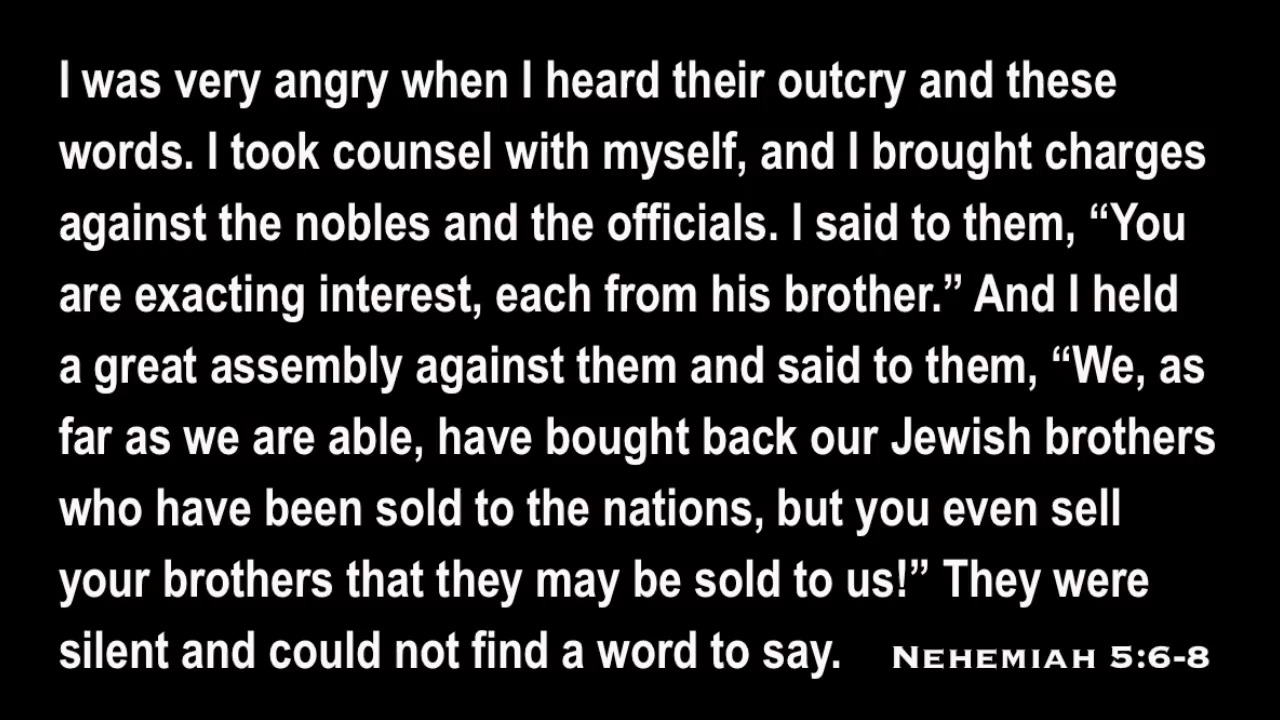 I was very angry when I heard their outcry and these
words. I took counsel with myself, and I brought charges
against the nobles and the officials. I said to them, “You
are exacting interest, each from his brother.” And I held
a great assembly against them and said to them, “We, as
far as we are able, have bought back our Jewish brothers
who have been sold to the nations, but you even sell
your brothers that they may be sold to us!” They were
silent and could not find a word to say. NEHEMIAH 5:6-8